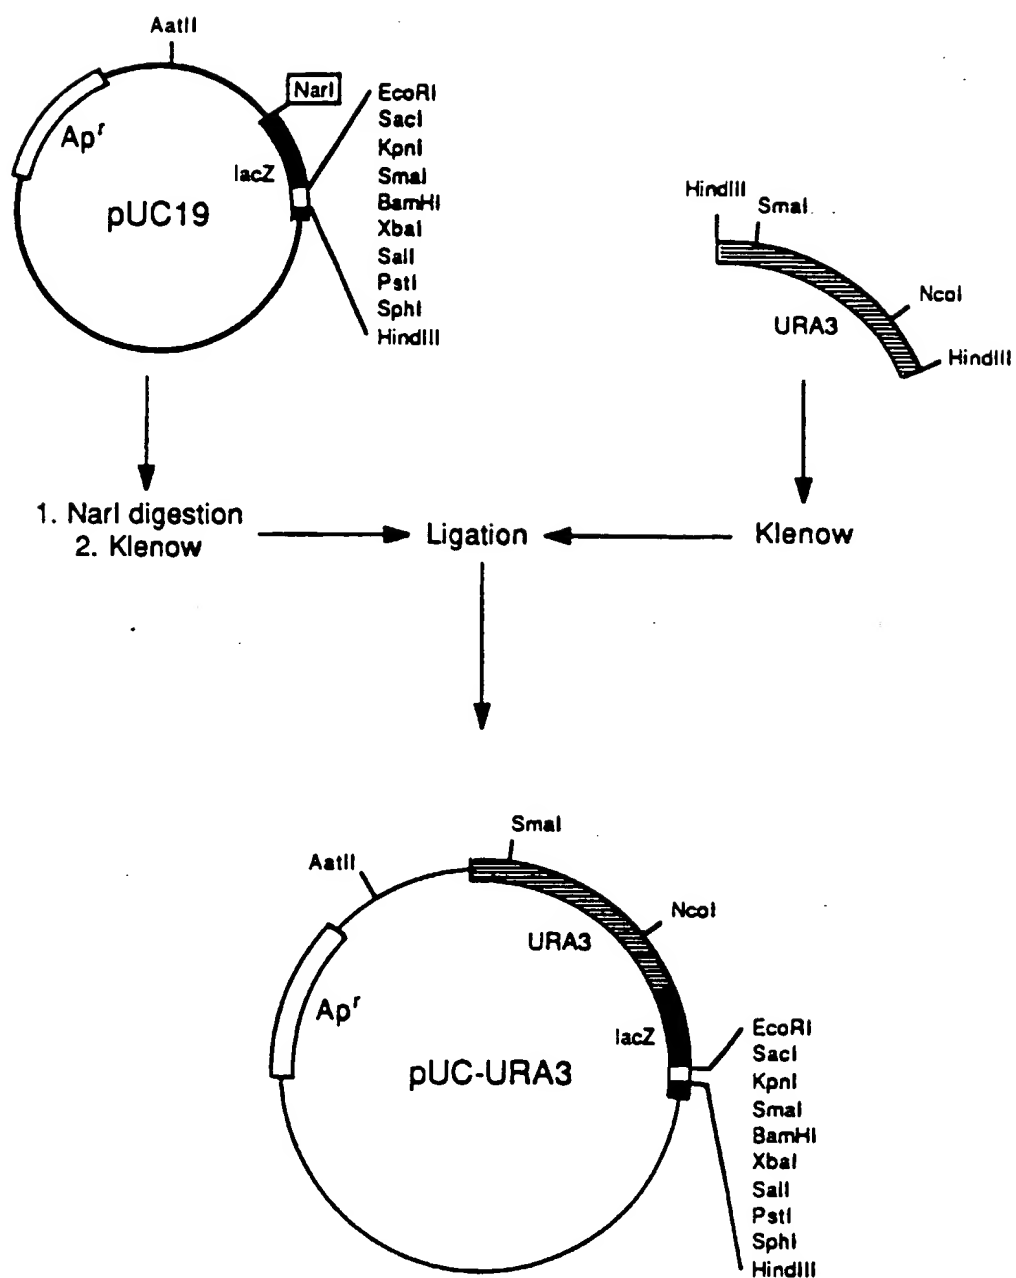 AatII
NarI
EcoRI
SacI
KpnI
SmaI
BamHI
XbaI
SalI
PstI
SphI
HindIII
Apʳ
lacZ
pUC19
HindIII
SmaI
NcoI
URA3
HindIII
1. NarI digestion
2. Klenow
Ligation
Klenow
SmaI
AatII
NcoI
URA3
Apʳ
lacZ
pUC-URA3
EcoRI
SacI
KpnI
SmaI
BamHI
XbaI
SalI
PstI
SphI
HindIII